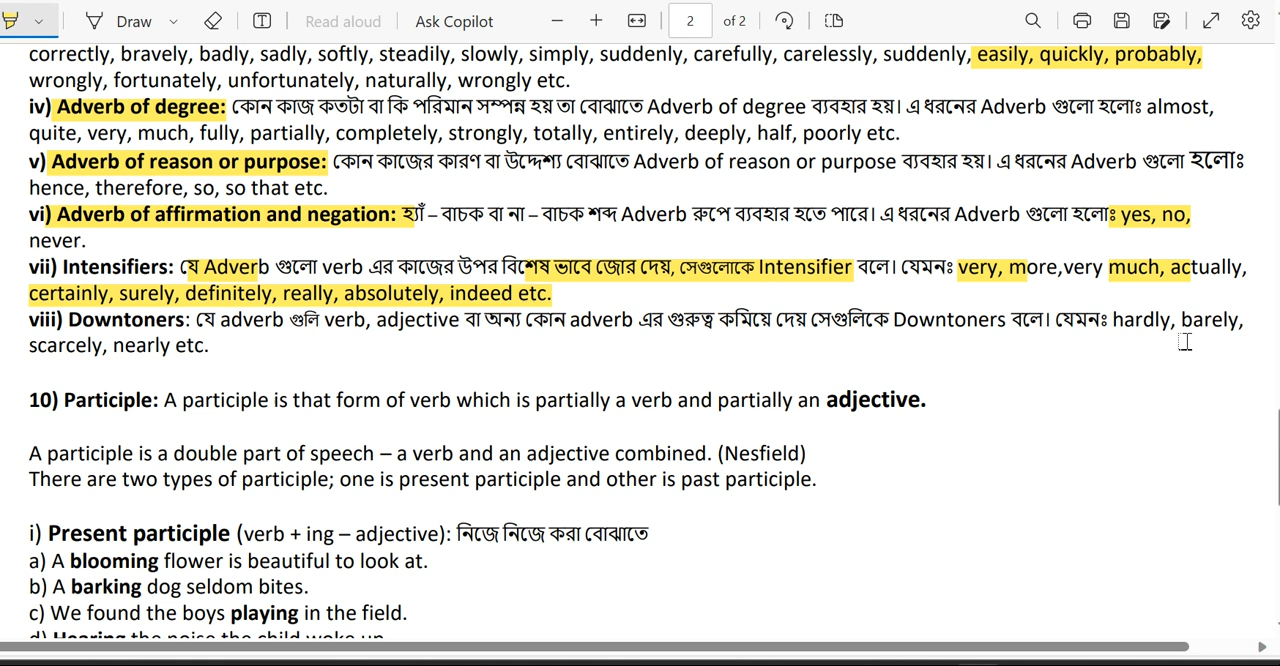 Draw Read aloud Ask Copilot 2 of 2
correctly, bravely, badly, sadly, softly, steadily, slowly, simply, suddenly, carefully, carelessly, suddenly, easily, quickly, probably,
wrongly, fortunately, unfortunately, naturally, wrongly etc.
iv) Adverb of degree: কোন কাজ কতটা বা কি পরিমান সম্পন্ন হয় তা বোঝাতে Adverb of degree ব্যবহার হয়। এ ধরনের Adverb গুলো হলোঃ almost,
quite, very, much, fully, partially, completely, strongly, totally, entirely, deeply, half, poorly etc.
v) Adverb of reason or purpose: কোন কাজের কারণ বা উদ্দেশ্য বোঝাতে Adverb of reason or purpose ব্যবহার হয়। এ ধরনের Adverb গুলো হলোঃ
hence, therefore, so, so that etc.
vi) Adverb of affirmation and negation: হ্যাঁ – বাচক বা না – বাচক শব্দ Adverb রুপে ব্যবহার হতে পারে। এ ধরনের Adverb গুলো হলোঃ yes, no,
never.
vii) Intensifiers: যে Adverb গুলো verb এর কাজের উপর বিশেষ ভাবে জোর দেয়, সেগুলোকে Intensifier বলে। যেমনঃ very, more,very much, actually,
certainly, surely, definitely, really, absolutely, indeed etc.
viii) Downtoners: যে adverb গুলি verb, adjective বা অন্য কোন adverb এর গুরুত্ব কমিয়ে দেয় সেগুলিকে Downtoners বলে। যেমনঃ hardly, barely,
scarcely, nearly etc.
10) Participle: A participle is that form of verb which is partially a verb and partially an adjective.
A participle is a double part of speech – a verb and an adjective combined. (Nesfield)
There are two types of participle; one is present participle and other is past participle.
i) Present participle (verb + ing – adjective): নিজে নিজে করা বোঝাতে
a) A blooming flower is beautiful to look at.
b) A barking dog seldom bites.
c) We found the boys playing in the field.
d) Hearing the noise the child woke up